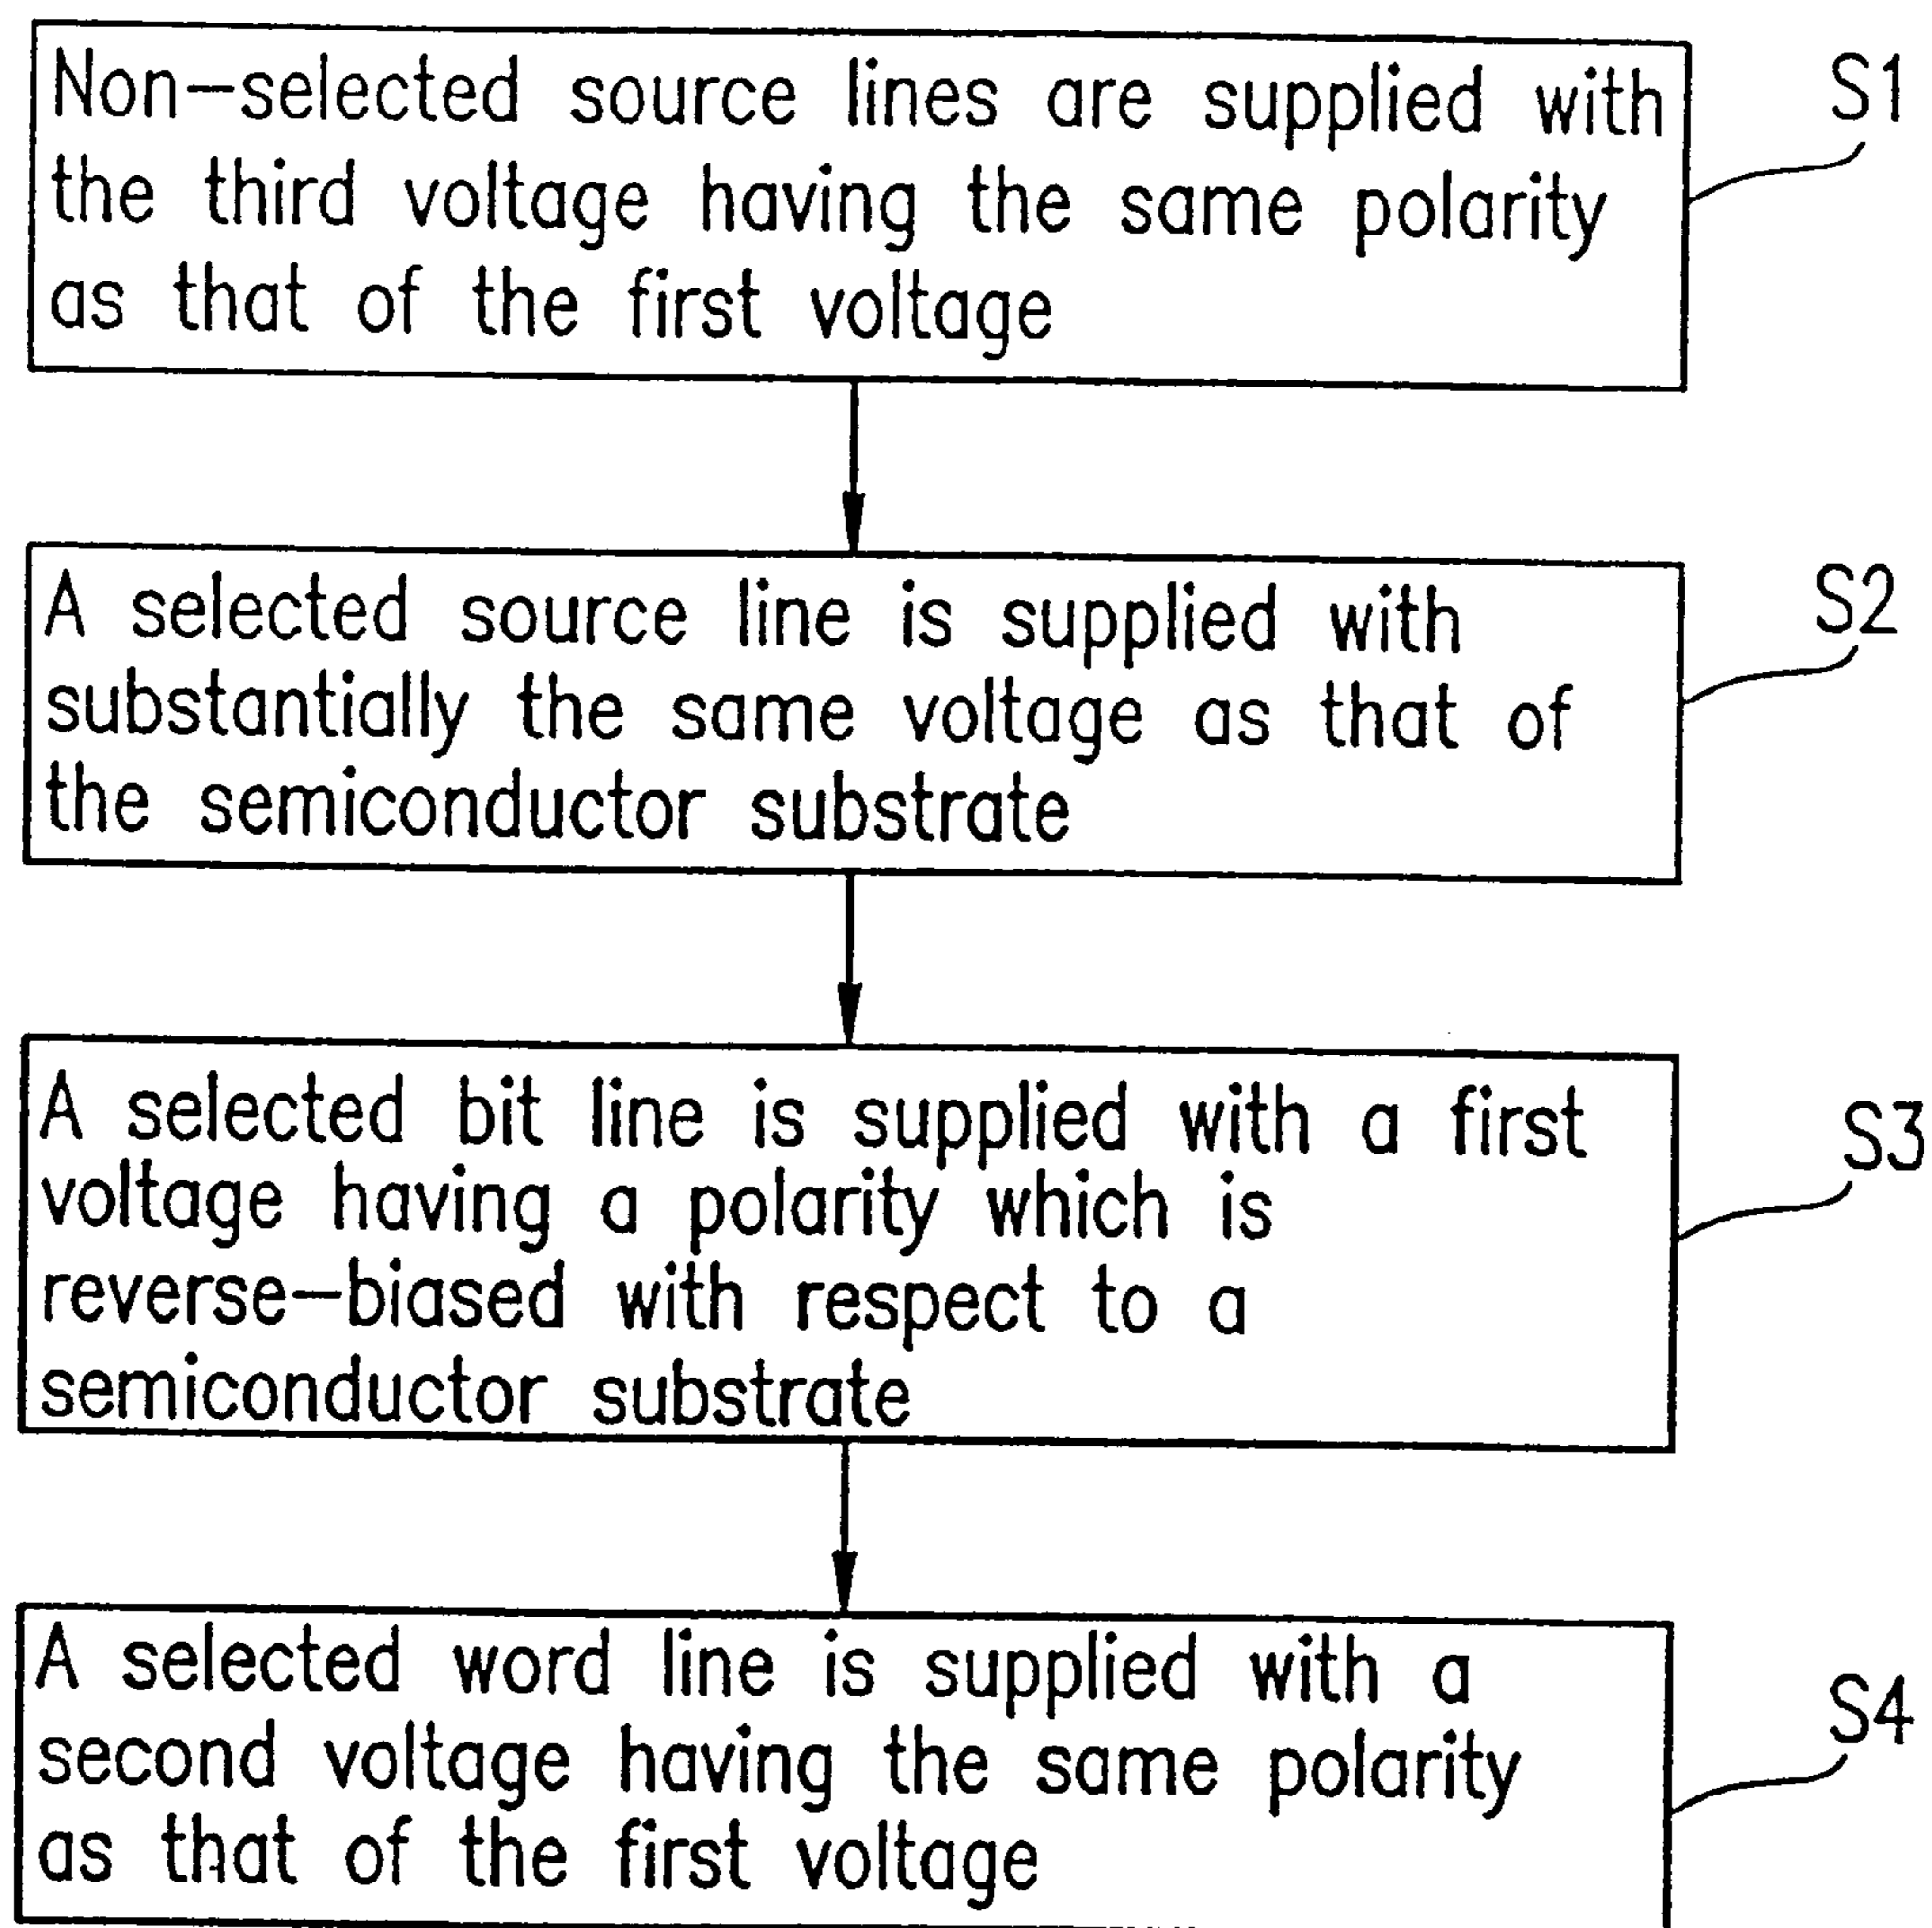 Non-selected source lines are supplied with
the third voltage having the same polarity
as that of the first voltage
S1
A selected source line is supplied with
substantially the same voltage as that of
the semiconductor substrate
S2
A selected bit line is supplied with a first
voltage having a polarity which is
reverse-biased with respect to a
semiconductor substrate
S3
A selected word line is supplied with a
second voltage having the same polarity
as that of the first voltage
S4